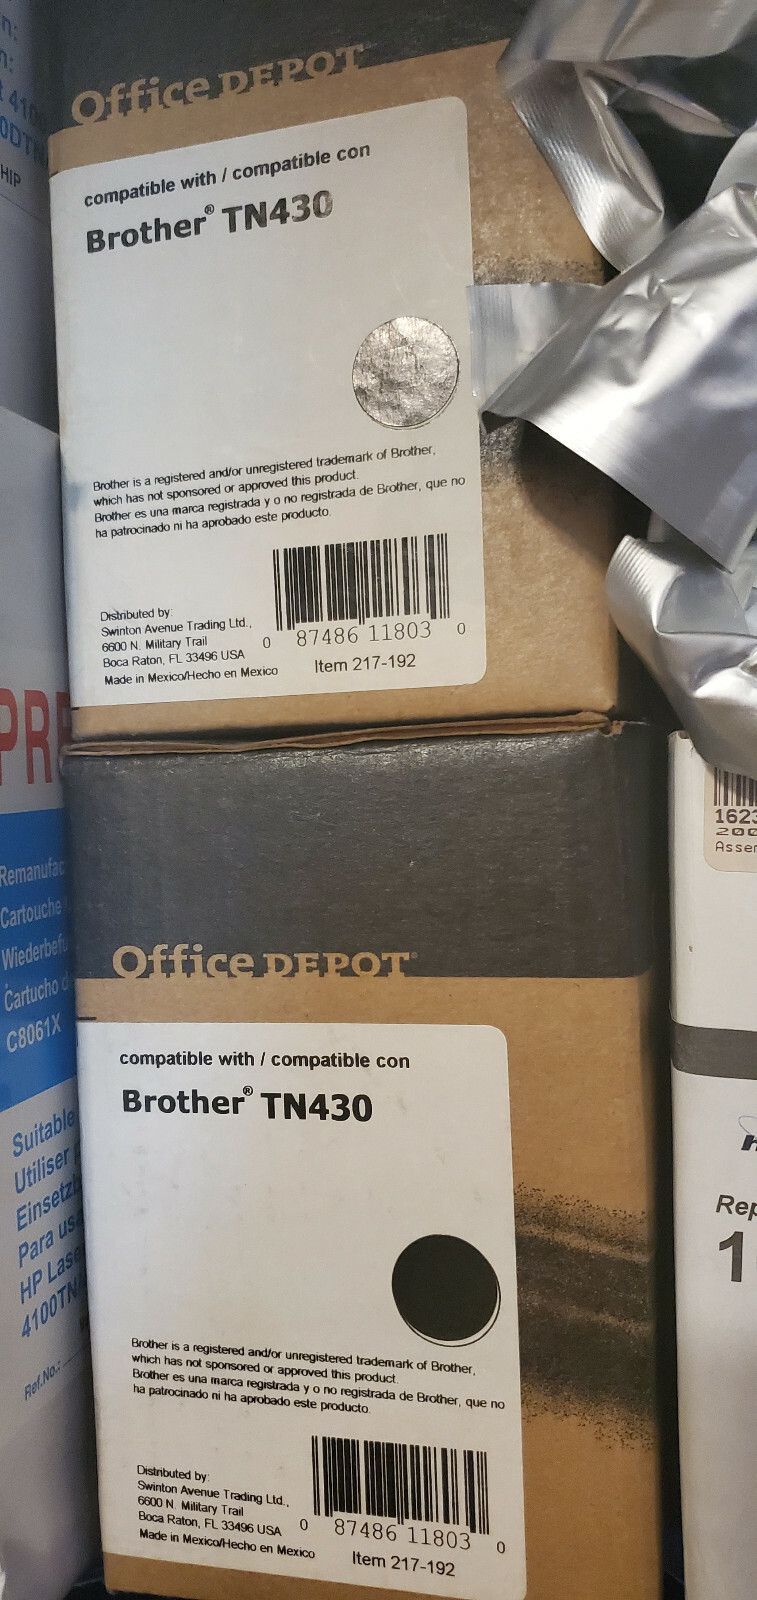 Office DEPOT
compatible with / compatible con
Brother® TN430
Brother is a registered and/or unregistered trademark of Brother,
which has not sponsored or approved this product.
Brother es una marca registrada y o no registrada de Brother, que no
ha patrocinado ni ha aprobado este producto.
Distributed by:
Swinton Avenue Trading Ltd.,
6600 N. Military Trail
Boca Raton, FL 33496 USA
Made in Mexico/Hecho en Mexico
0 87486 11803 0
Item 217-192
Office DEPOT
compatible with / compatible con
Brother® TN430
Brother is a registered and/or unregistered trademark of Brother,
which has not sponsored or approved this product.
Brother es una marca registrada y o no registrada de Brother, que no
ha patrocinado ni ha aprobado este producto.
Distributed by:
Swinton Avenue Trading Ltd.,
6600 N. Military Trail
Boca Raton, FL 33496 USA
Made in Mexico/Hecho en Mexico
0 87486 11803 0
Item 217-192
Cartouche
Cartucho
C8061X
Suitable
Utiliser
Para
HP
4100TN
Ref.No.: